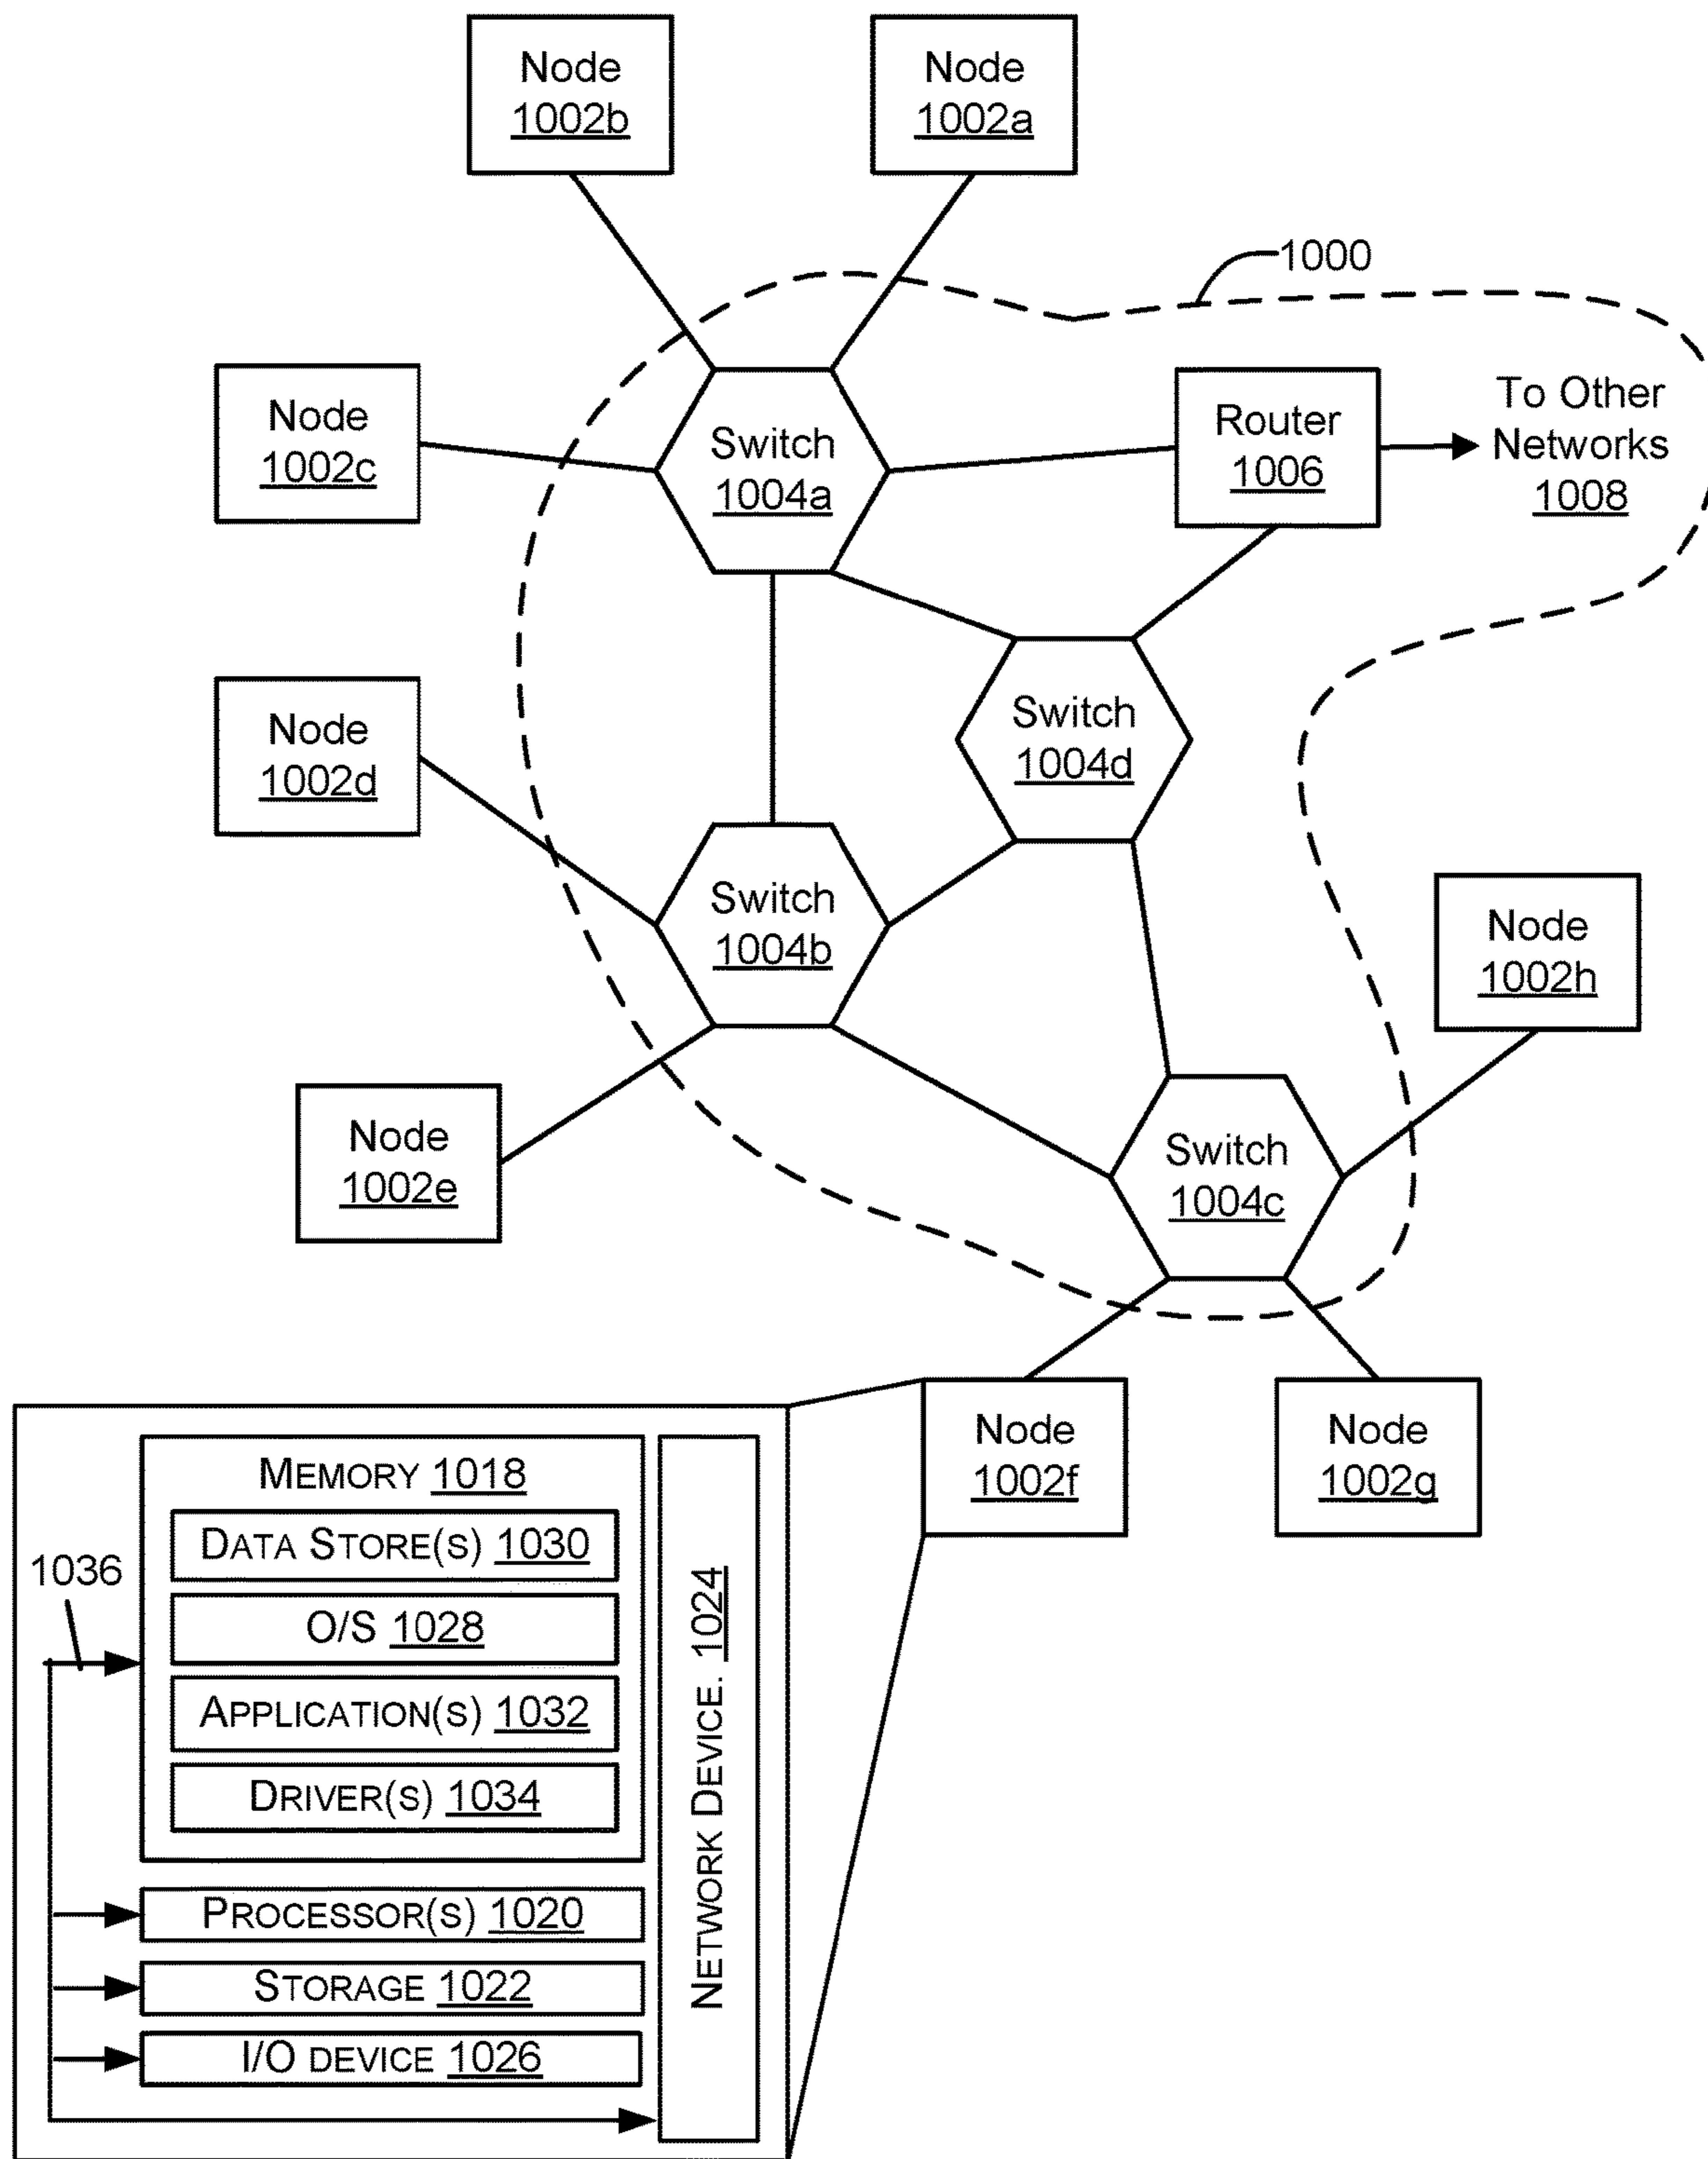 Node
1002b
Node
1002a
1000
Node
1002c
Switch
1004a
Router
1006
To Other
Networks
1008
Node
1002d
Switch
1004d
Switch
1004b
Node
1002h
Node
1002e
Switch
1004c
Node
1002f
Node
1002g
MEMORY 1018
DATA STORE(S) 1030
1036
O/S 1028
APPLICATION(S) 1032
DRIVER(S) 1034
PROCESSOR(S) 1020
STORAGE 1022
I/O DEVICE 1026
NETWORK DEVICE. 1024